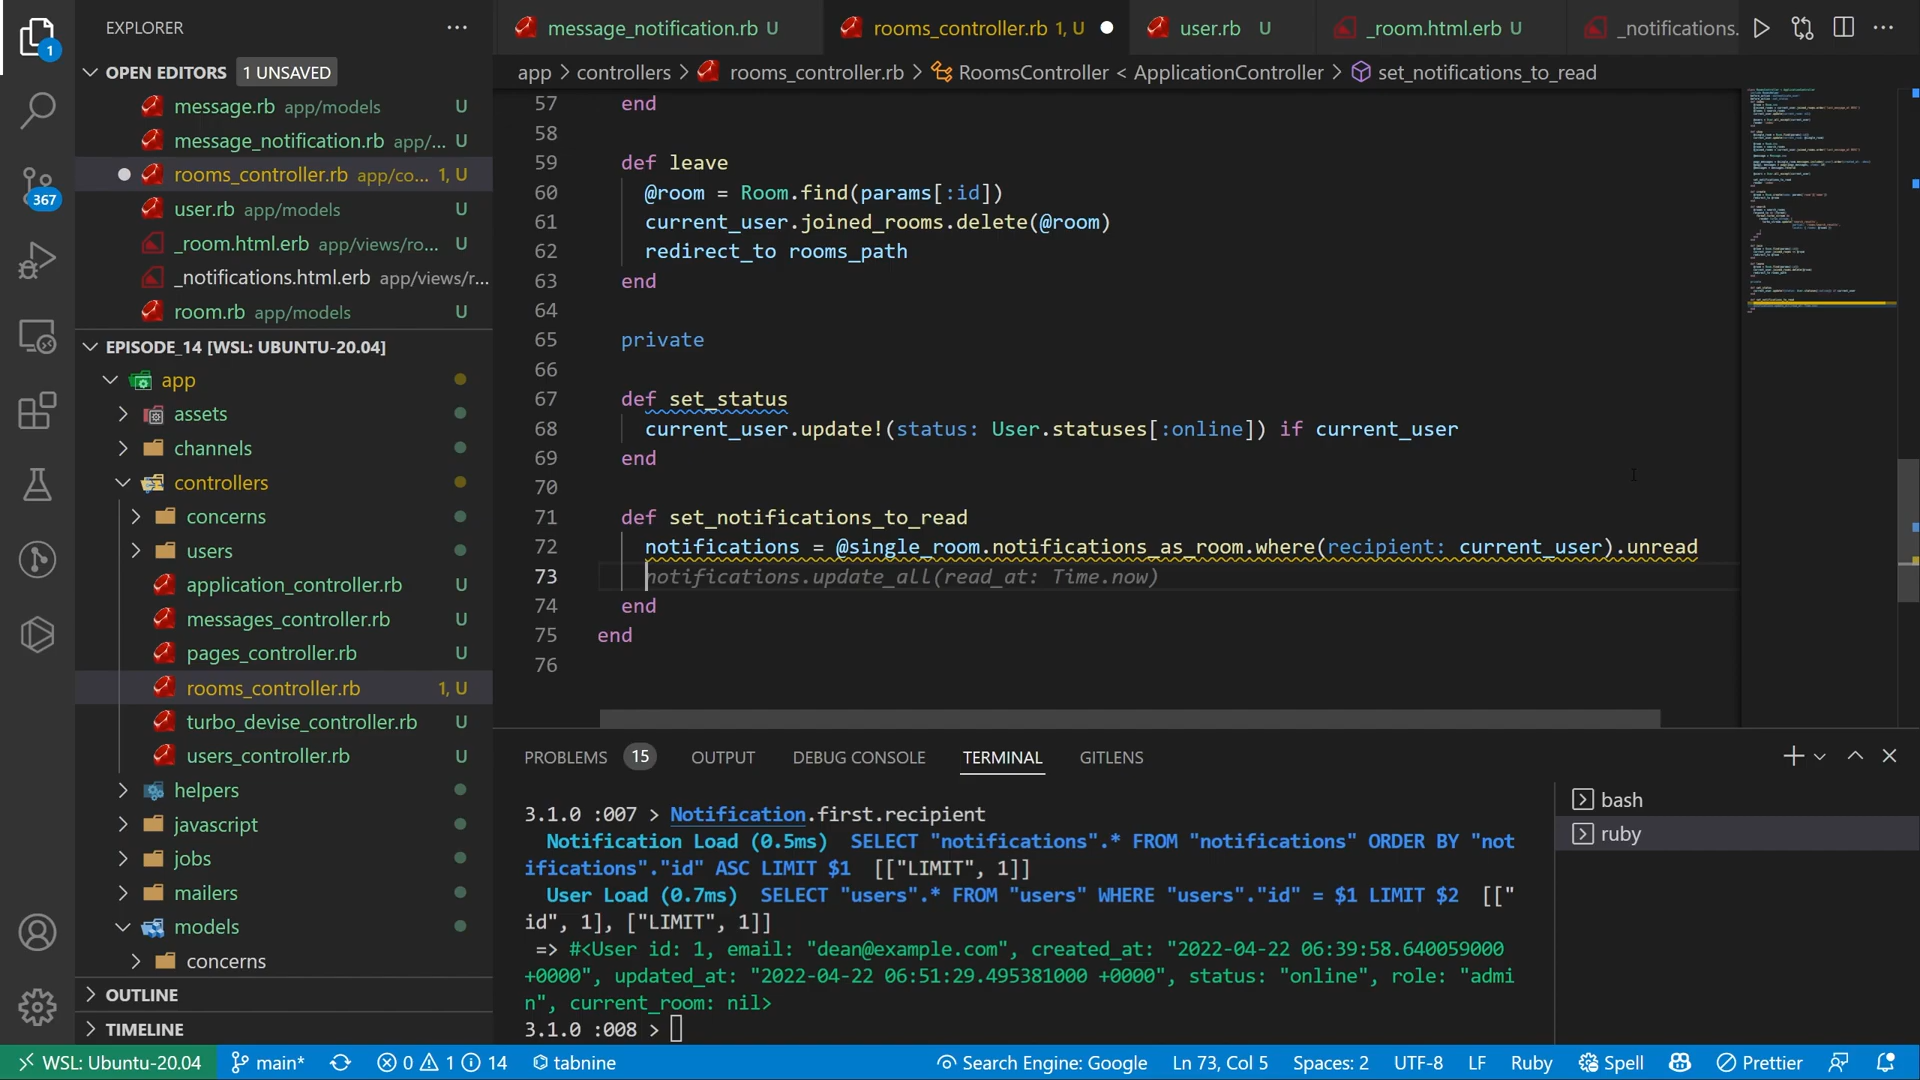 EXPLORER
OPEN EDITORS 1 UNSAVED
message.rb app/models U
message_notification.rb app/... U
rooms_controller.rb app/co... 1, U
user.rb app/models U
_room.html.erb app/views/ro... U
_notifications.html.erb app/views/r...
room.rb app/models U
EPISODE_14 [WSL: UBUNTU-20.04]
app
assets
channels
controllers
concerns
users
application_controller.rb U
messages_controller.rb U
pages_controller.rb U
rooms_controller.rb 1, U
turbo_devise_controller.rb U
users_controller.rb U
helpers
javascript
jobs
mailers
models
concerns
OUTLINE
TIMELINE
1
367
message_notification.rb U
rooms_controller.rb 1, U
user.rb U
_room.html.erb U
_notifications.
app > controllers > rooms_controller.rb > RoomsController < ApplicationController > set_notifications_to_read
57 end
58
59 def leave
60 @room = Room.find(params[:id])
61 current_user.joined_rooms.delete(@room)
62 redirect_to rooms_path
63 end
64
65 private
66
67 def set_status
68 current_user.update!(status: User.statuses[:online]) if current_user
69 end
70
71 def set_notifications_to_read
72 notifications = @single_room.notifications_as_room.where(recipient: current_user).unread
73 notifications.update_all(read_at: Time.now)
74 end
75 end
76
PROBLEMS 15 OUTPUT DEBUG CONSOLE TERMINAL GITLENS
3.1.0 :007 > Notification.first.recipient
Notification Load (0.5ms) SELECT "notifications".* FROM "notifications" ORDER BY "not
ifications"."id" ASC LIMIT $1 [["LIMIT", 1]]
User Load (0.7ms) SELECT "users".* FROM "users" WHERE "users"."id" = $1 LIMIT $2 [["
id", 1], ["LIMIT", 1]]
=> #<User id: 1, email: "dean@example.com", created_at: "2022-04-22 06:39:58.640059000
+0000", updated_at: "2022-04-22 06:51:29.495381000 +0000", status: "online", role: "admi
n", current_room: nil>
3.1.0 :008 >
bash
ruby
WSL: Ubuntu-20.04 main* 0 1 14 tabnine Search Engine: Google Ln 73, Col 5 Spaces: 2 UTF-8 LF Ruby Spell Prettier